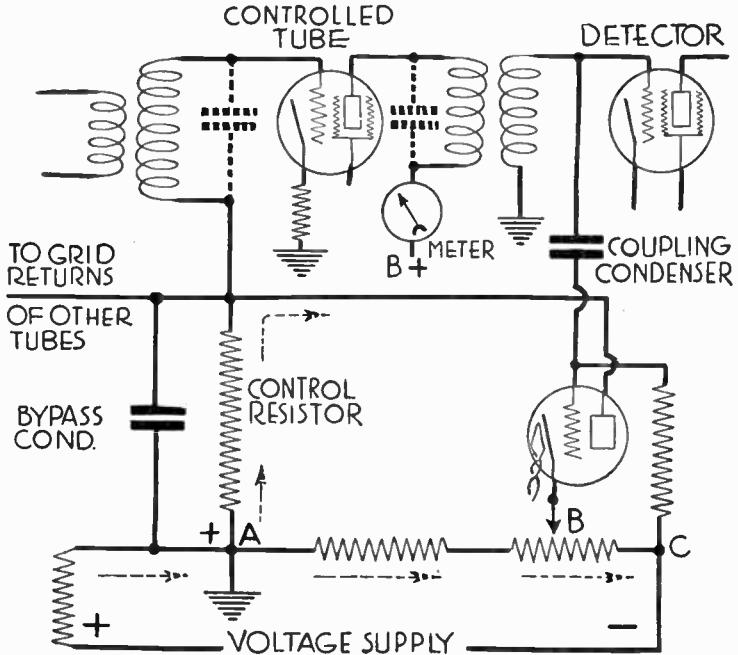 CONTROLLED
TUBE
DETECTOR
TO GRID
RETURNS
OF OTHER
TUBES
METER
B+
COUPLING
CONDENSER
CONTROL
RESISTOR
BYPASS
COND.
+ A
B
C
+
VOLTAGE SUPPLY
−